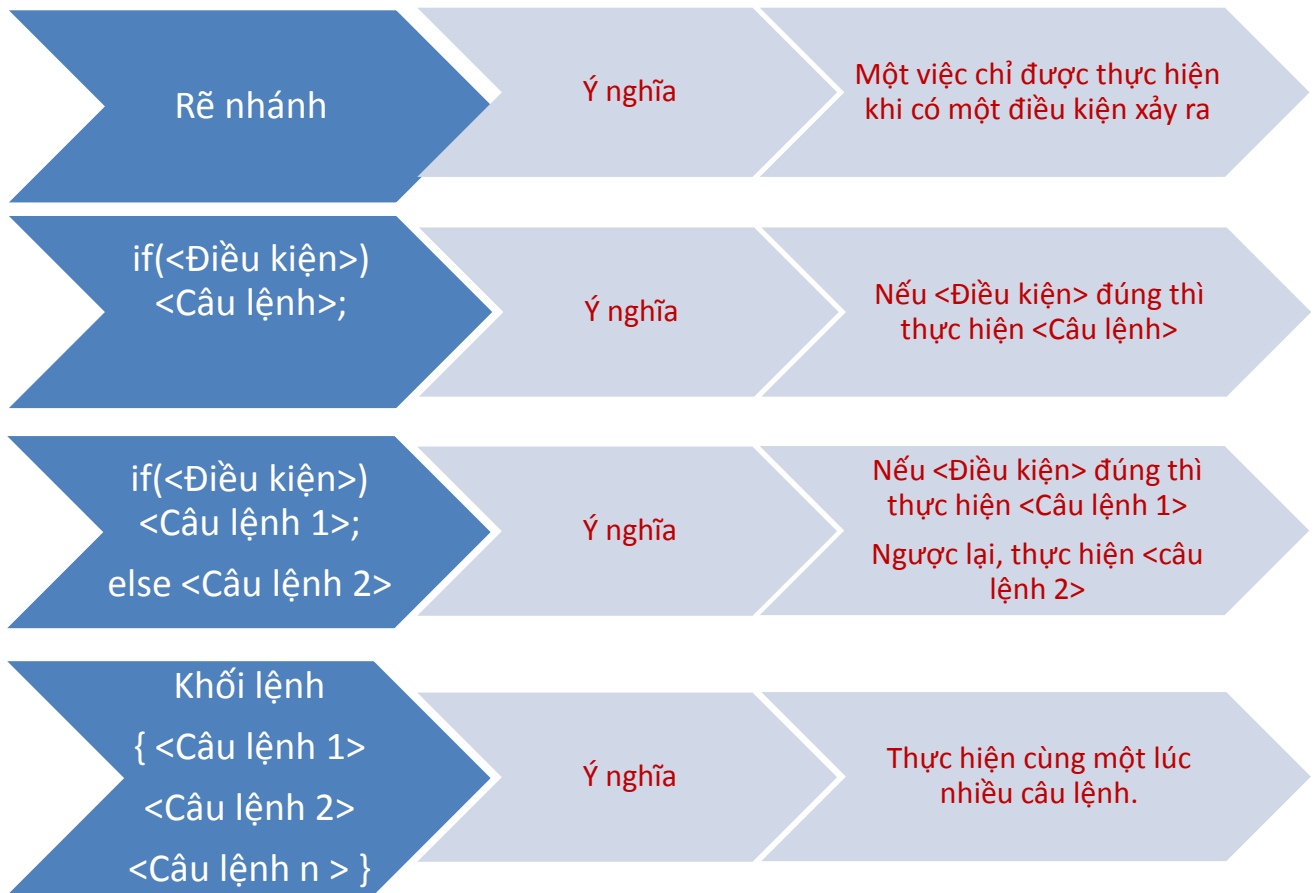 Rẽ nhánh
Ý nghĩa
Một việc chỉ được thực hiện
khi có một điều kiện xảy ra
if(<Điều kiện>)
<Câu lệnh>;
Ý nghĩa
Nếu <Điều kiện> đúng thì
thực hiện <Câu lệnh>
if(<Điều kiện>)
<Câu lệnh 1>;
else <Câu lệnh 2>
Ý nghĩa
Nếu <Điều kiện> đúng thì
thực hiện <Câu lệnh 1>
Ngược lại, thực hiện <câu
lệnh 2>
Khối lệnh
{ <Câu lệnh 1>
<Câu lệnh 2>
<Câu lệnh n > }
Ý nghĩa
Thực hiện cùng một lúc
nhiều câu lệnh.